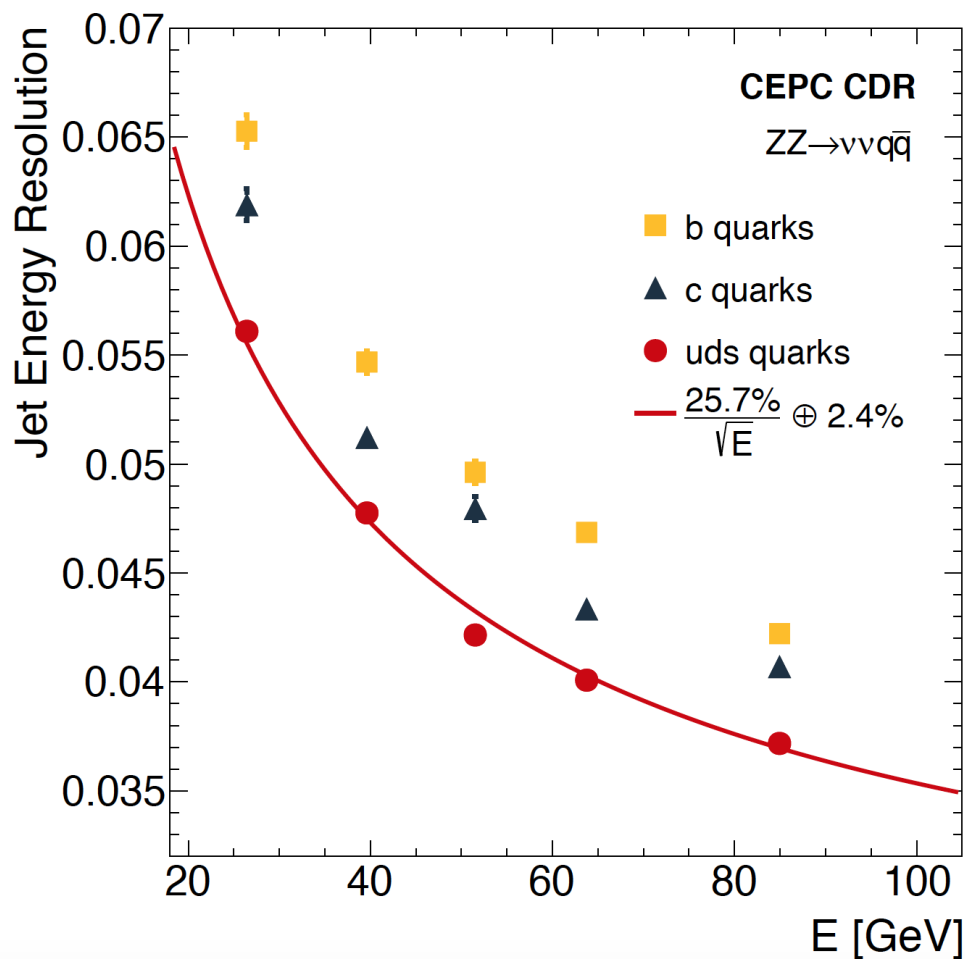 0.07
0.065
0.06
0.055
0.05
0.045
0.04
0.035
Jet Energy Resolution
CEPC CDR
ZZ→ννqq̅
b quarks
c quarks
uds quarks
25.7%/√E ⊕ 2.4%
20 40 60 80 100
E [GeV]